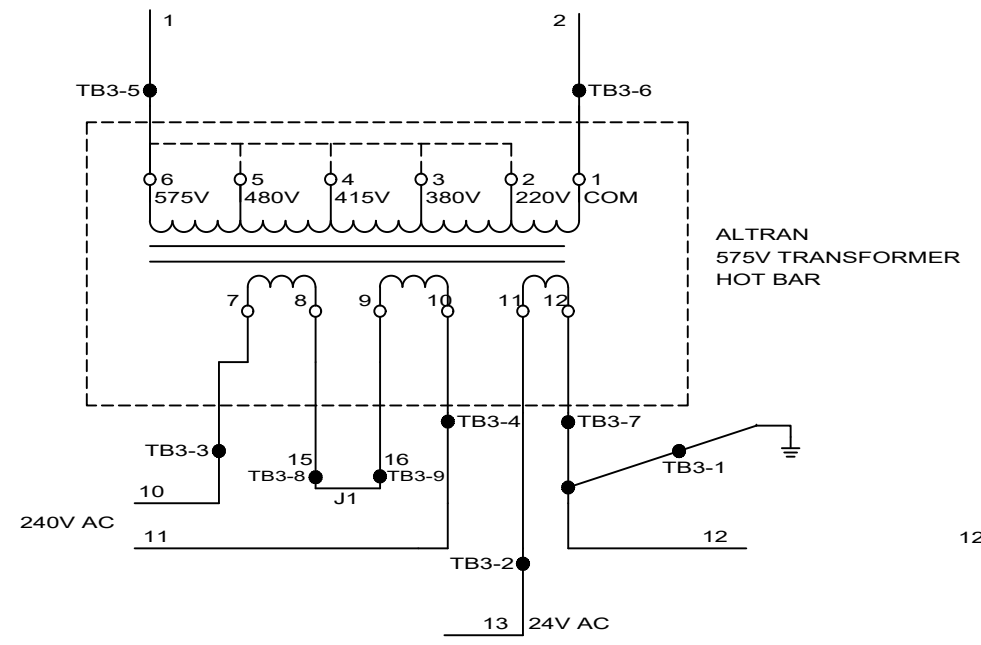 1
2
TB3-5
TB3-6
6
5
4
3
2
1
575V
480V
415V
380V
220V
COM
ALTRAN
575V TRANSFORMER
HOT BAR
7
8
9
10
11
12
TB3-4
TB3-7
TB3-3
15
16
TB3-8
TB3-9
TB3-1
J1
10
240V AC
11
12
12
TB3-2
13
24V AC